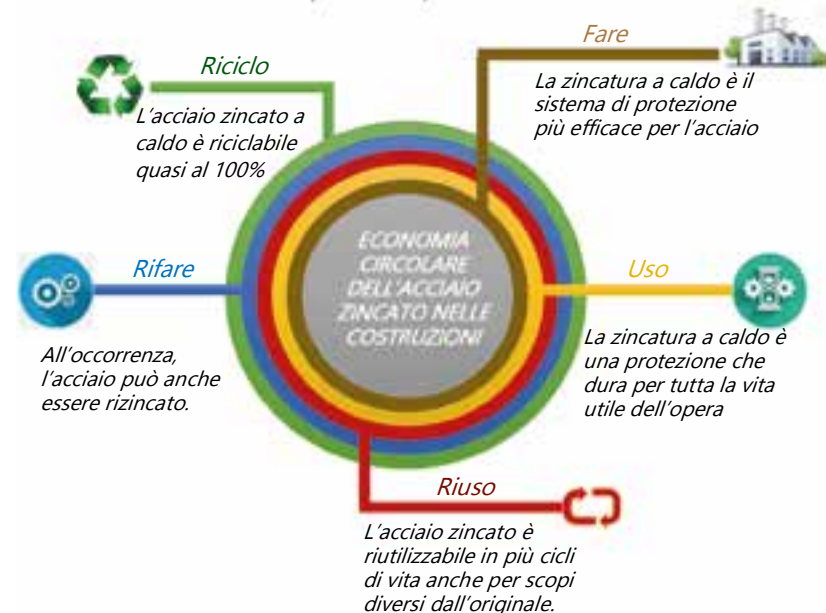 Fare
La zincatura a caldo è il
sistema di protezione
più efficace per l'acciaio
Riciclo
L'acciaio zincato a
caldo è riciclabile
quasi al 100%
ECONOMIA
CIRCOLARE
DELL'ACCIAIO
ZINCATO NELLE
COSTRUZIONI
Rifare
All'occorrenza,
l'acciaio può anche
essere rizincato.
Uso
La zincatura a caldo è
una protezione che
dura per tutta la vita
utile dell'opera
Riuso
L'acciaio zincato è
riutilizzabile in più cicli
di vita anche per scopi
diversi dall'originale.